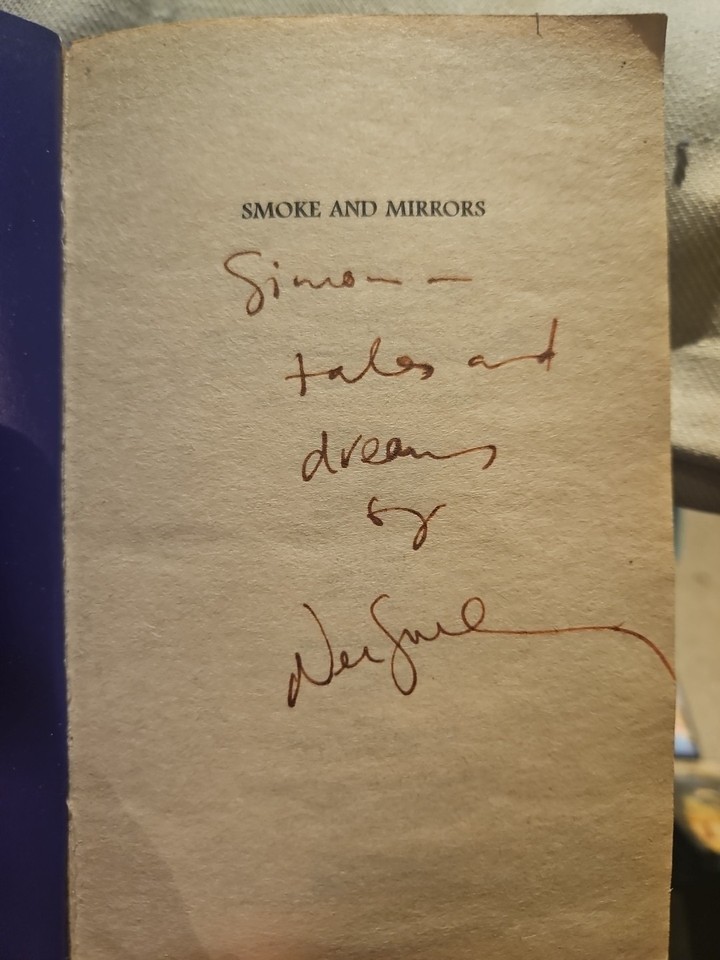 SMOKE AND MIRRORS
Simon –
tales and
dreams
by
Neil Gaiman